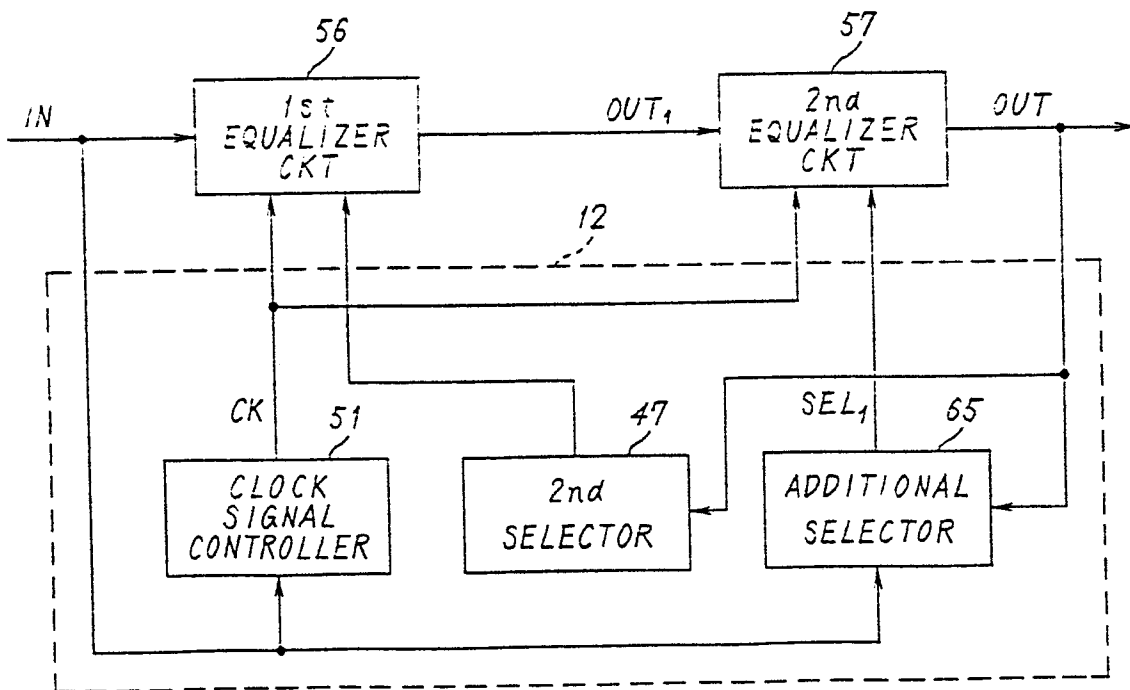 56
57
IN
1st
EQUALIZER
CKT
OUT₁
2nd
EQUALIZER
CKT
OUT
12
CK
51
CLOCK
SIGNAL
CONTROLLER
47
2nd
SELECTOR
SEL₁
65
ADDITIONAL
SELECTOR